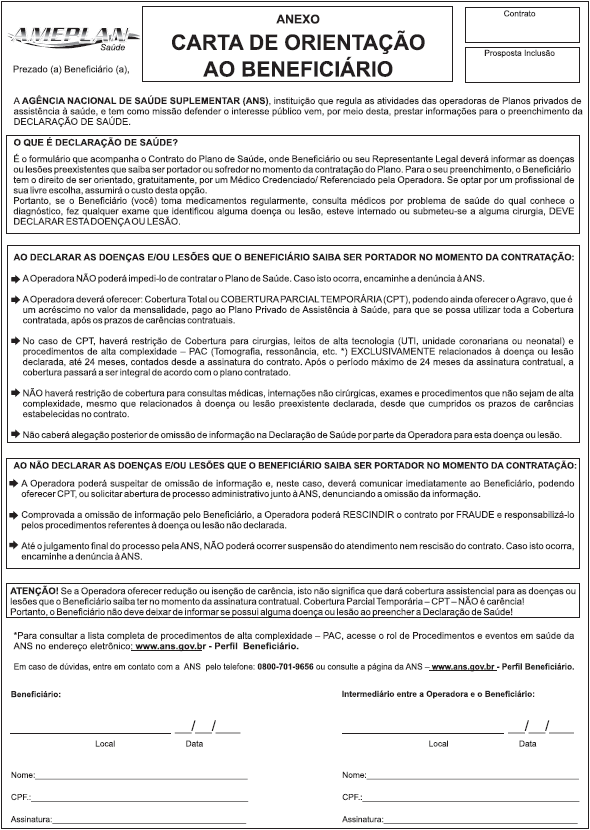 AMEPLAN
Saúde
ANEXO
CARTA DE ORIENTAÇÃO
AO BENEFICIÁRIO
Contrato
Prosposta Inclusão
Prezado (a) Beneficiário (a),
A AGÊNCIA NACIONAL DE SAÚDE SUPLEMENTAR (ANS), instituição que regula as atividades das operadoras de Planos privados de
assistência à saúde, e tem como missão defender o interesse público vem, por meio desta, prestar informações para o preenchimento da
DECLARAÇÃO DE SAÚDE.
O QUE É DECLARAÇÃO DE SAÚDE?
É o formulário que acompanha o Contrato do Plano de Saúde, onde Beneficiário ou seu Representante Legal deverá informar as doenças
ou lesões preexistentes que saiba ser portador ou sofredor no momento da contratação do Plano. Para o seu preenchimento, o Beneficiário
tem o direito de ser orientado, gratuitamente, por um Médico Credenciado/ Referenciado pela Operadora. Se optar por um profissional de
sua livre escolha, assumirá o custo desta opção.
Portanto, se o Beneficiário (você) toma medicamentos regularmente, consulta médicos por problema de saúde do qual conhece o
diagnóstico, fez qualquer exame que identificou alguma doença ou lesão, esteve internado ou submeteu-se a alguma cirurgia, DEVE
DECLARAR ESTA DOENÇA OU LESÃO.
AO DECLARAR AS DOENÇAS E/OU LESÕES QUE O BENEFICIÁRIO SAIBA SER PORTADOR NO MOMENTO DA CONTRATAÇÃO:
A Operadora NÃO poderá impedi-lo de contratar o Plano de Saúde. Caso isto ocorra, encaminhe a denúncia à ANS.
A Operadora deverá oferecer: Cobertura Total ou COBERTURA PARCIAL TEMPORÁRIA (CPT), podendo ainda oferecer o Agravo, que é
um acréscimo no valor da mensalidade, pago ao Plano Privado de Assistência à Saúde, para que se possa utilizar toda a Cobertura
contratada, após os prazos de carências contratuais.
No caso de CPT, haverá restrição de Cobertura para cirurgias, leitos de alta tecnologia (UTI, unidade coronariana ou neonatal) e
procedimentos de alta complexidade – PAC (Tomografia, ressonância, etc. *) EXCLUSIVAMENTE relacionados à doença ou lesão
declarada, até 24 meses, contados desde a assinatura do contrato. Após o período máximo de 24 meses da assinatura contratual, a
cobertura passará a ser integral de acordo com o plano contratado.
NÃO haverá restrição de cobertura para consultas médicas, internações não cirúrgicas, exames e procedimentos que não sejam de alta
complexidade, mesmo que relacionados à doença ou lesão preexistente declarada, desde que cumpridos os prazos de carências
estabelecidos no contrato.
Não caberá alegação posterior de omissão de informação na Declaração de Saúde por parte da Operadora para esta doença ou lesão.
AO NÃO DECLARAR AS DOENÇAS E/OU LESÕES QUE O BENEFICIÁRIO SAIBA SER PORTADOR NO MOMENTO DA CONTRATAÇÃO:
A Operadora poderá suspeitar de omissão de informação e, neste caso, deverá comunicar imediatamente ao Beneficiário, podendo
oferecer CPT, ou solicitar abertura de processo administrativo junto à ANS, denunciando a omissão da informação.
Comprovada a omissão de informação pelo Beneficiário, a Operadora poderá RESCINDIR o contrato por FRAUDE e responsabilizá-lo
pelos procedimentos referentes à doença ou lesão não declarada.
Até o julgamento final do processo pela ANS, NÃO poderá ocorrer suspensão do atendimento nem rescisão do contrato. Caso isto ocorra,
encaminhe a denúncia à ANS.
ATENÇÃO! Se a Operadora oferecer redução ou isenção de carência, isto não significa que dará cobertura assistencial para as doenças ou
lesões que o Beneficiário saiba ter no momento da assinatura contratual. Cobertura Parcial Temporária – CPT – NÃO é carência!
Portanto, o Beneficiário não deve deixar de informar se possui alguma doença ou lesão ao preencher a Declaração de Saúde!
*Para consultar a lista completa de procedimentos de alta complexidade – PAC, acesse o rol de Procedimentos e eventos em saúde da
ANS no endereço eletrônico: www.ans.gov.br - Perfil Beneficiário.
Em caso de dúvidas, entre em contato com a ANS pelo telefone: 0800-701-9656 ou consulte a página da ANS – www.ans.gov.br - Perfil Beneficiário.
Beneficiário:
Intermediário entre a Operadora e o Beneficiário:
____________________ __/__/___
____________________ __/__/___
Local Data
Local Data
Nome:____________________
Nome:____________________
CPF.:____________________
CPF.:____________________
Assinatura:____________________
Assinatura:____________________